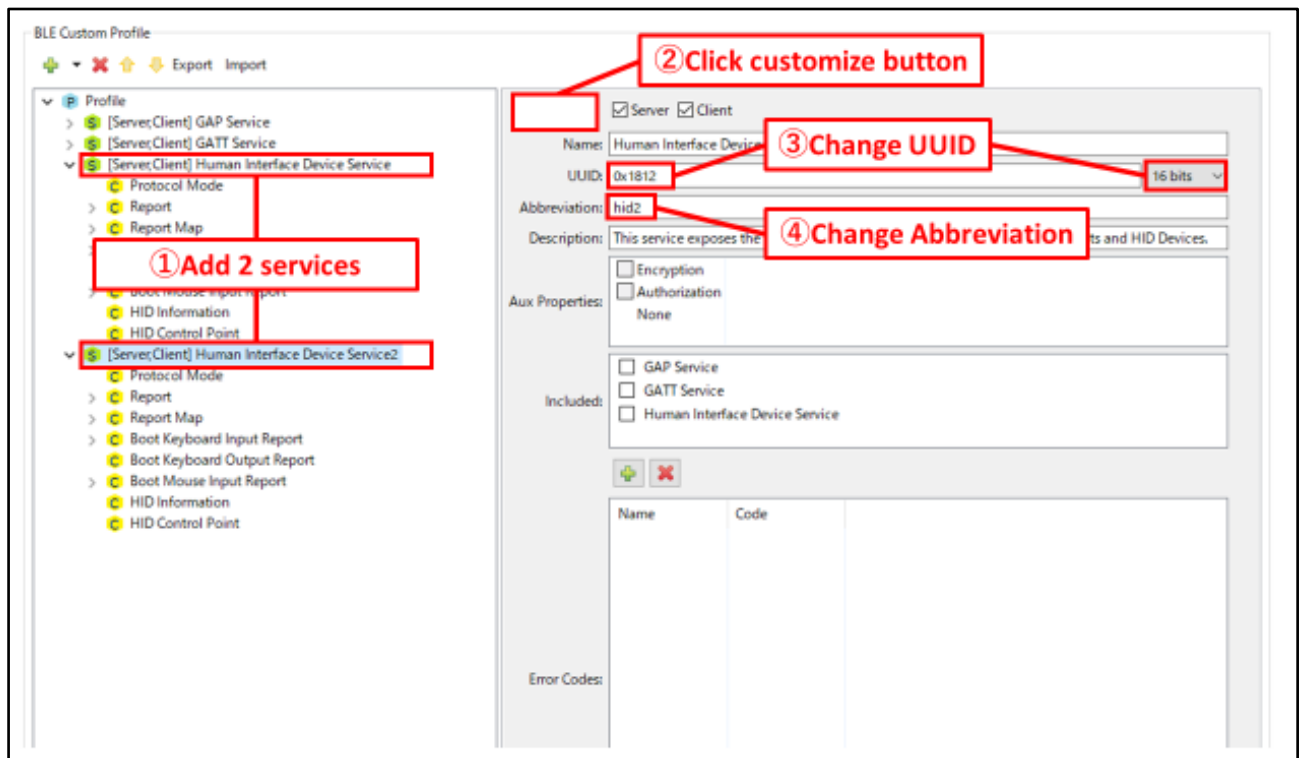 BLE Custom Profile
Export Import
②Click customize button
Profile
[Server,Client] GAP Service
[Server,Client] GATT Service
[Server,Client] Human Interface Device Service
Protocol Mode
Report
Report Map
①Add 2 services
Boot Mouse Input Report
HID Information
HID Control Point
[Server,Client] Human Interface Device Service2
Protocol Mode
Report
Report Map
Boot Keyboard Input Report
Boot Keyboard Output Report
Boot Mouse Input Report
HID Information
HID Control Point
Server Client
Name: Human Interface Device
③Change UUID
UUID: 0x1812 16 bits
Abbreviation: hid2
④Change Abbreviation
Description: This service exposes the ts and HID Devices.
Aux Properties:
Encryption
Authorization
None
Included:
GAP Service
GATT Service
Human Interface Device Service
Name Code
Error Codes: